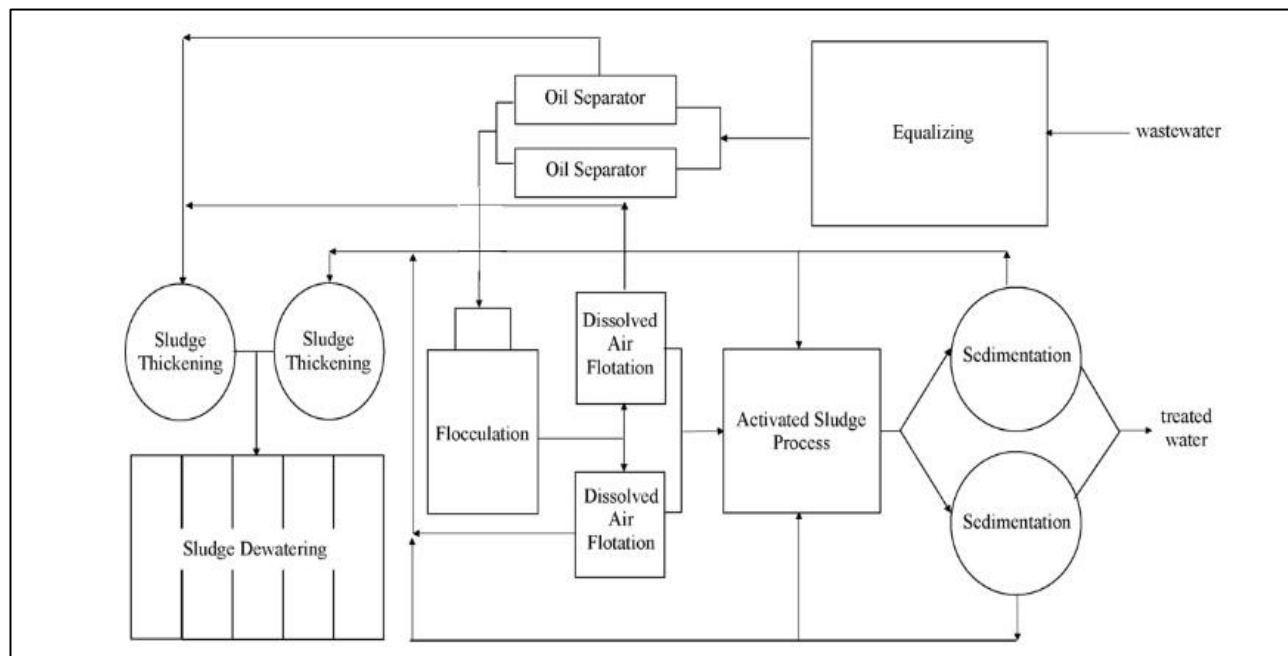 Oil Separator
Equalizing
wastewater
Oil Separator
Sludge
Thickening
Sludge
Thickening
Dissolved
Air
Flotation
Sedimentation
Flocculation
Activated Sludge
Process
treated
water
Dissolved
Air
Flotation
Sedimentation
Sludge Dewatering